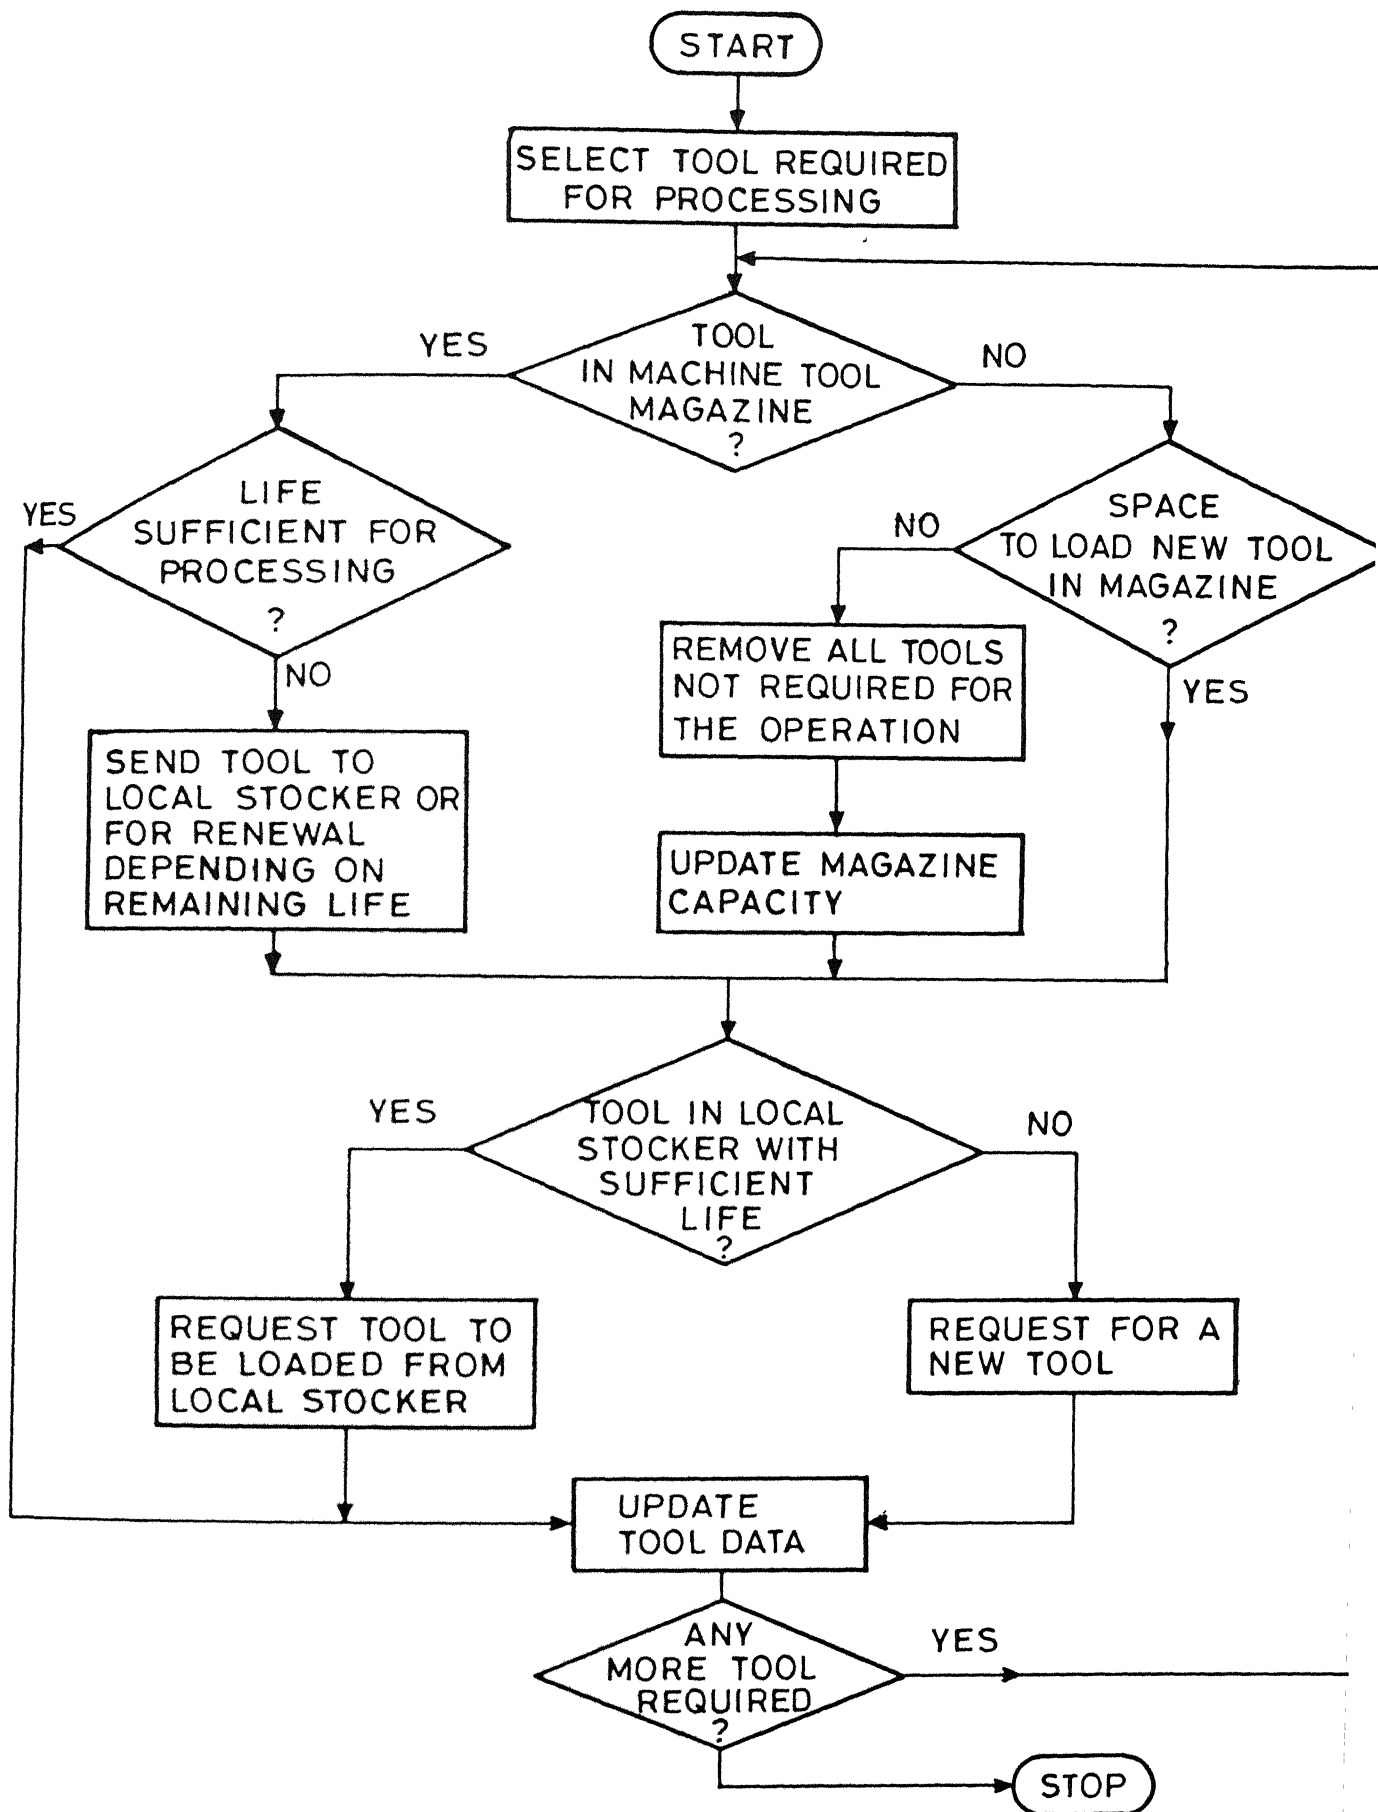 START
SELECT TOOL REQUIRED
FOR PROCESSING
YES
TOOL
IN MACHINE TOOL
MAGAZINE
?
NO
YES
LIFE
SUFFICIENT FOR
PROCESSING
?
NO
NO
SPACE
TO LOAD NEW TOOL
IN MAGAZINE
?
YES
REMOVE ALL TOOLS
NOT REQUIRED FOR
THE OPERATION
SEND TOOL TO
LOCAL STOCKER OR
FOR RENEWAL
DEPENDING ON
REMAINING LIFE
UPDATE MAGAZINE
CAPACITY
YES
TOOL IN LOCAL
STOCKER WITH
SUFFICIENT
LIFE
?
NO
REQUEST TOOL TO
BE LOADED FROM
LOCAL STOCKER
REQUEST FOR A
NEW TOOL
UPDATE
TOOL DATA
ANY
MORE TOOL
REQUIRED
?
YES
STOP